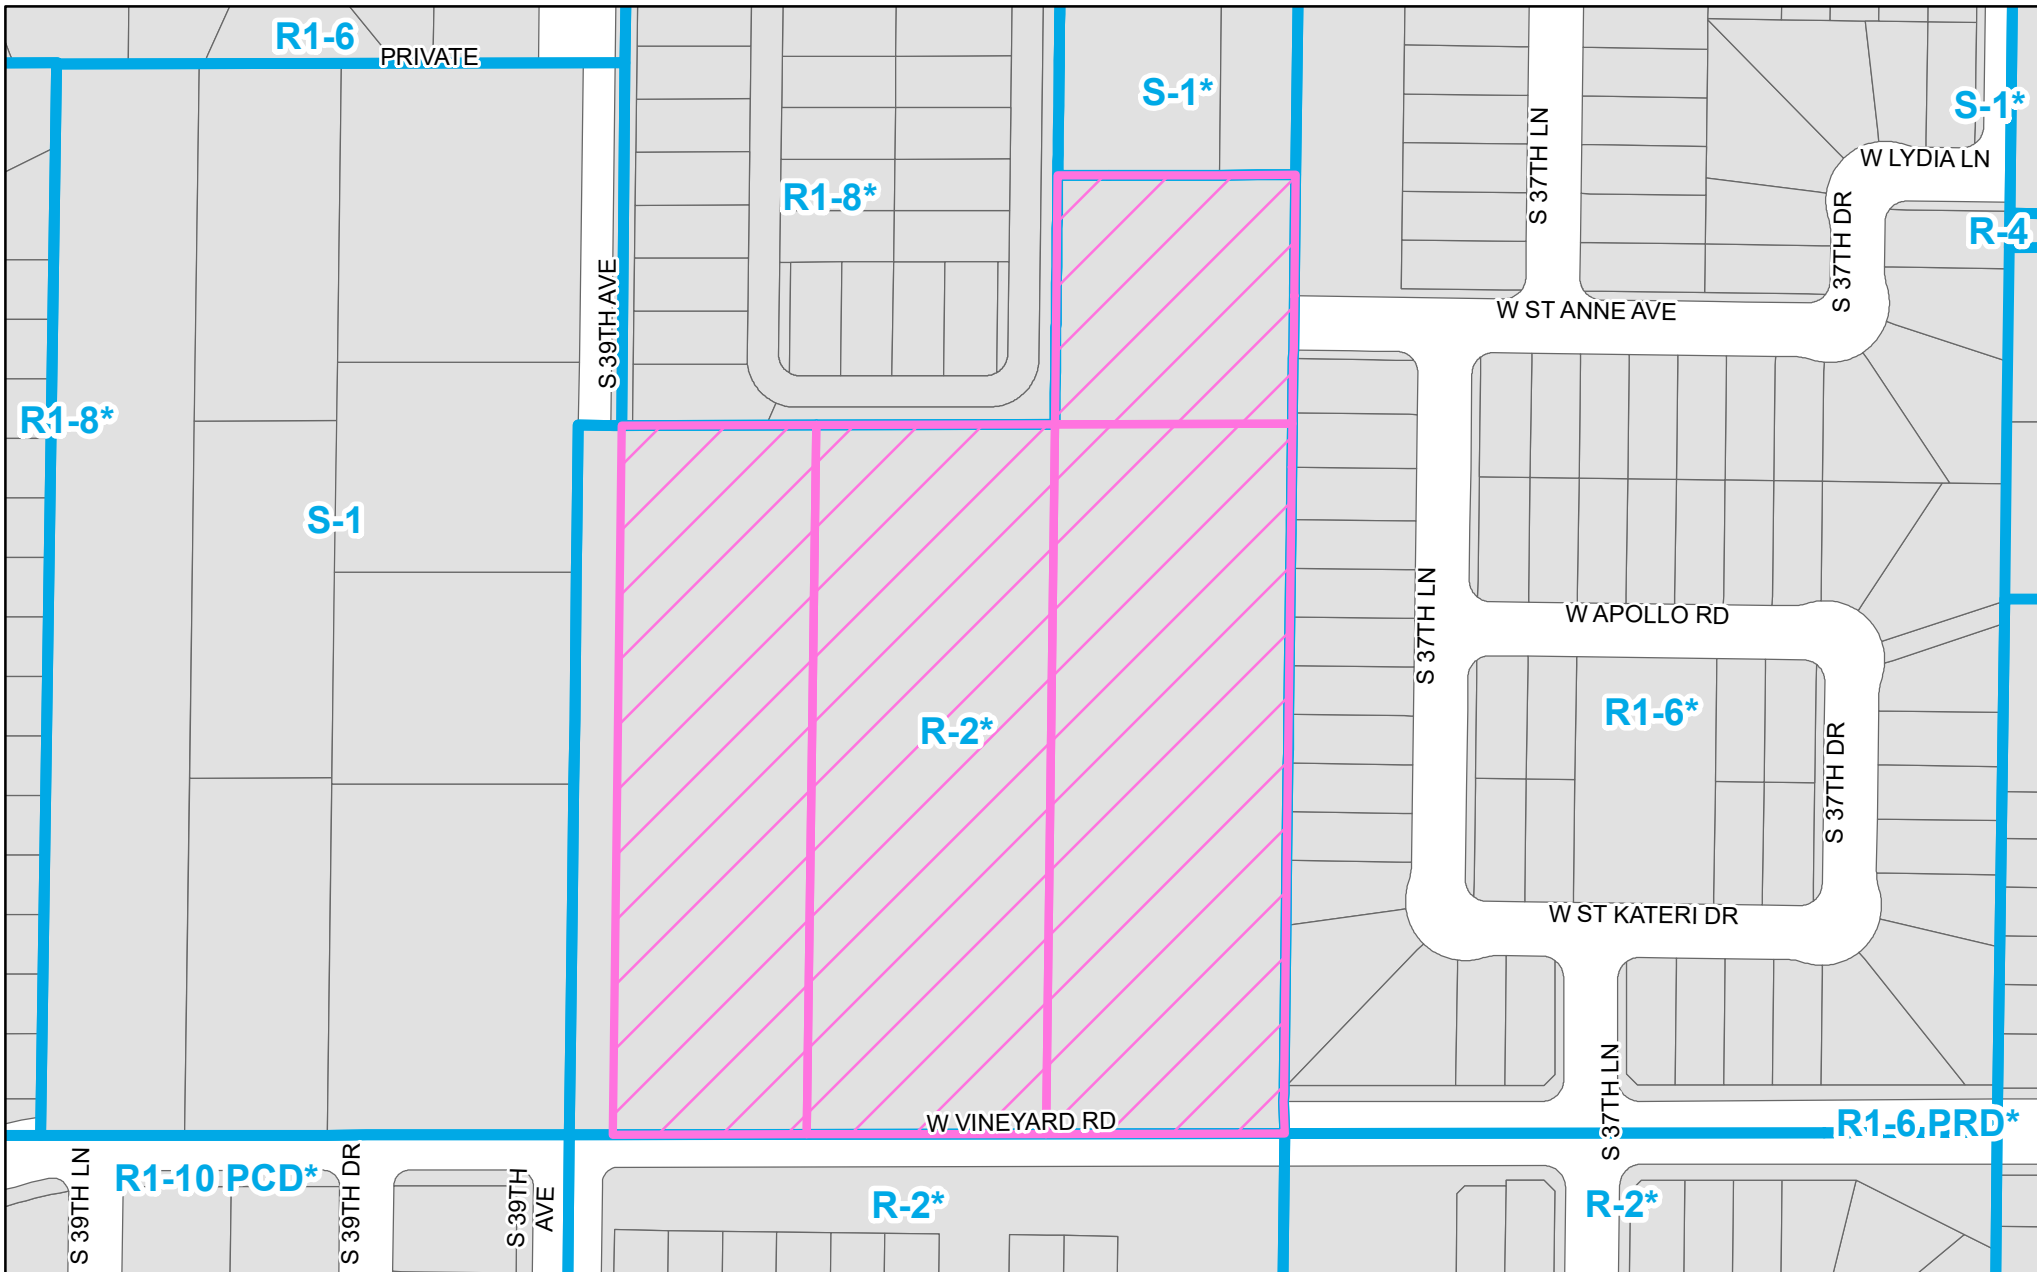 R1-6
PRIVATE
S-1*
S-1*
S 37TH LN
W LYDIA LN
R1-8*
S 37TH DR
R-4
S 39TH AVE
W ST ANNE AVE
R1-8*
S-1
S 37TH LN
W APOLLO RD
R-2*
R1-6*
S 37TH DR
W ST KATERI DR
W VINEYARD RD
S 37TH LN
R1-6 PRD*
S 39TH LN
R1-10 PCD*
S 39TH DR
S 39TH
AVE
R-2*
R-2*